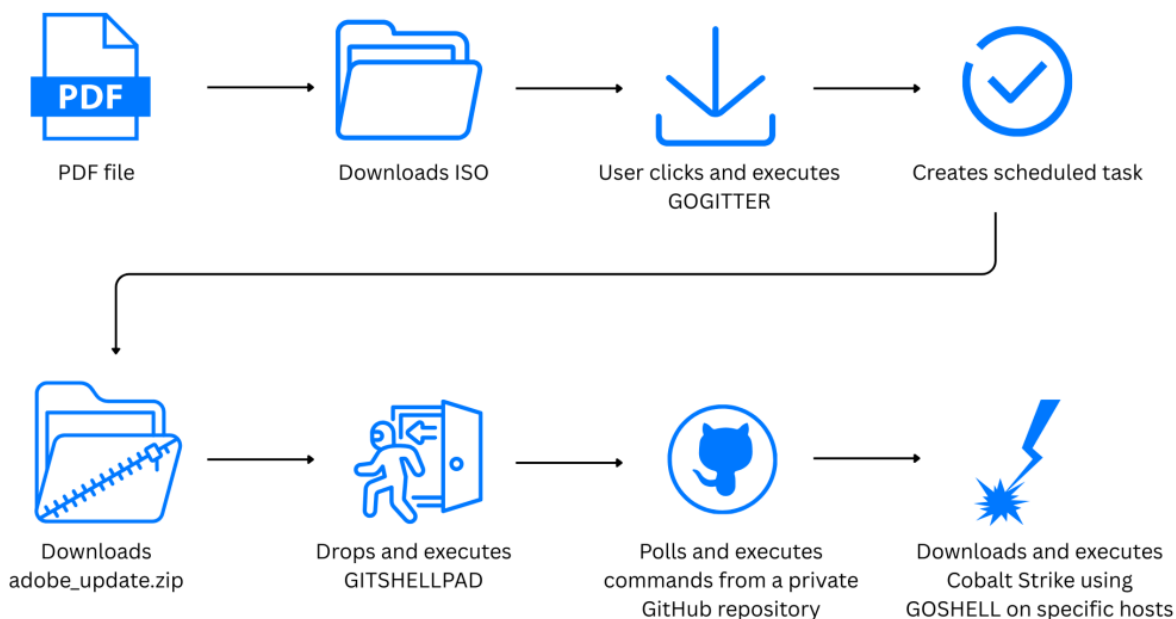 PDF
PDF file
Downloads ISO
User clicks and executes
GOGITTER
Creates scheduled task
Downloads
adobe_update.zip
Drops and executes
GITSHELLPAD
Polls and executes
commands from a private
GitHub repository
Downloads and executes
Cobalt Strike using
GOSHELL on specific hosts